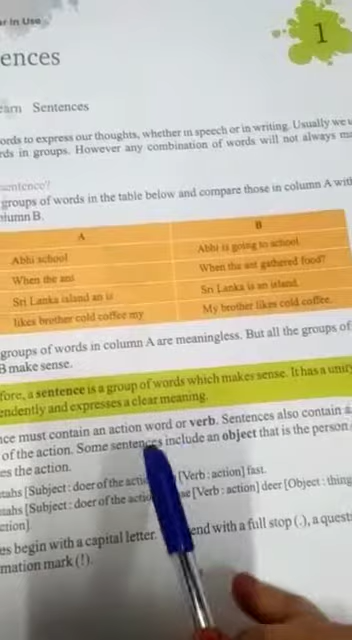 ar in Use
1
ences
earn Sentences
ords to express our thoughts, whether in speech or in writing. Usually we u
rds in groups. However any combination of words will not always ma
sentence?
groups of words in the table below and compare those in column A with
lumn B.
A B
Abhi school Abhi is going to school.
When the ant When the ant gathered food?
Sri Lanka island an is Sri Lanka is an island.
likes brother cold coffee my My brother likes cold coffee.
groups of words in column A are meaningless. But all the groups of
B make sense.
fore, a sentence is a group of words which makes sense. It has a unity
endently and expresses a clear meaning.
nce must contain an action word or verb. Sentences also contain a
of the action. Some sentences include an object that is the person
es the action.
tahs [Subject : doer of the actio [Verb : action] fast.
tahs [Subject : doer of the actio se [Verb : action] deer [Object : thing
ction].
es begin with a capital letter. end with a full stop (.), a quest
mation mark (!).